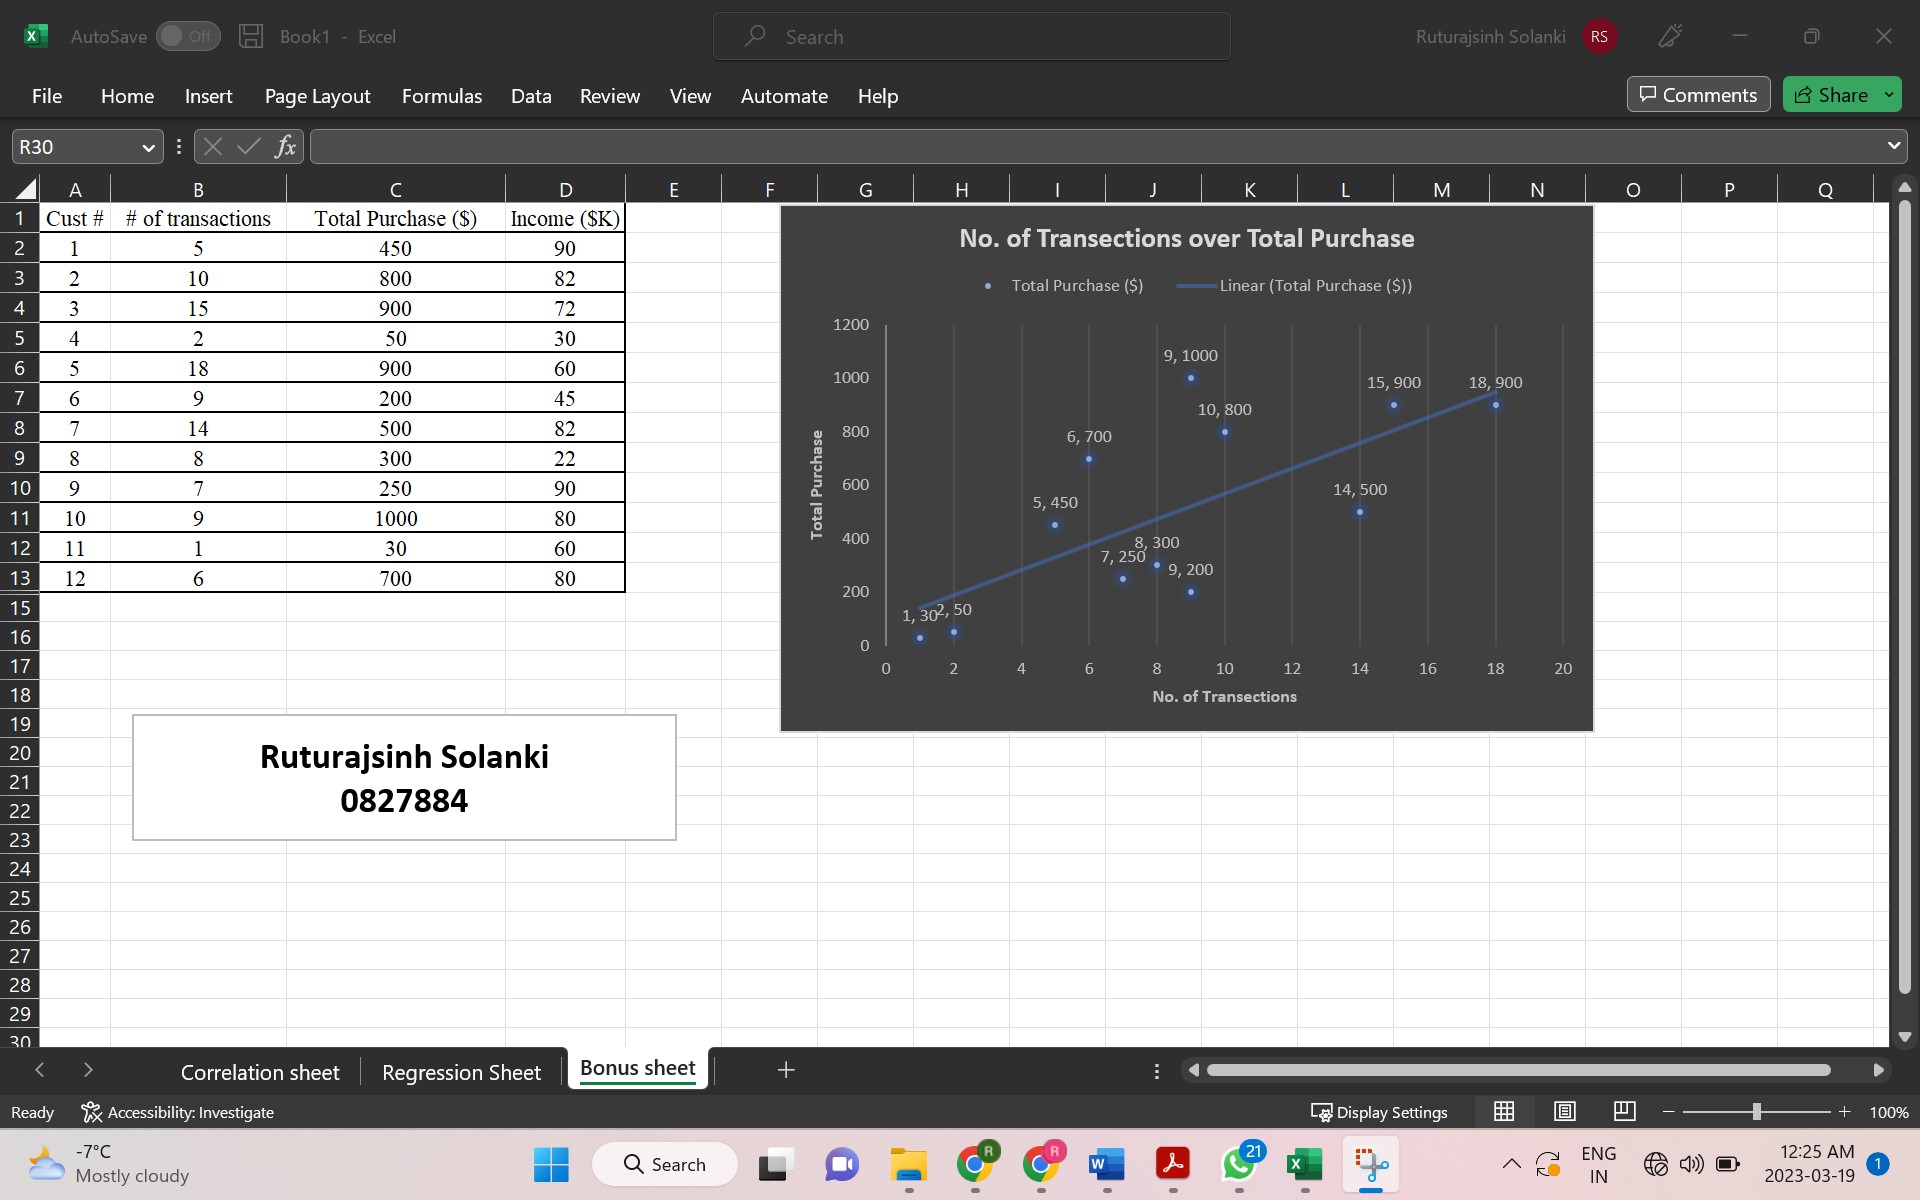 AutoSave Off Book1 - Excel Search Ruturajsinh Solanki RS
File Home Insert Page Layout Formulas Data Review View Automate Help Comments Share
R30 fx
A B C D E F G H I J K L M N O P Q
1 Cust # # of transactions Total Purchase ($) Income ($K)
2 1 5 450 90
3 2 10 800 82
4 3 15 900 72
5 4 2 50 30
6 5 18 900 60
7 6 9 200 45
8 7 14 500 82
9 8 8 300 22
10 9 7 250 90
11 10 9 1000 80
12 11 1 30 60
13 12 6 700 80
15
16
17
18
19
20
21
22
23
24
25
26
27
28
29
30
No. of Transections over Total Purchase
Total Purchase ($) Linear (Total Purchase ($))
Total Purchase
1200
1000
800
600
400
200
0
9, 1000
15, 900
18, 900
10, 800
6, 700
14, 500
5, 450
8, 300
7, 250
9, 200
1, 30
2, 50
0 2 4 6 8 10 12 14 16 18 20
No. of Transections
Ruturajsinh Solanki
0827884
Correlation sheet Regression Sheet Bonus sheet
Ready Accessibility: Investigate Display Settings 100%
-7°C
Mostly cloudy
Search
R
R
W
21
X
ENG
IN
12:25 AM
2023-03-19
1